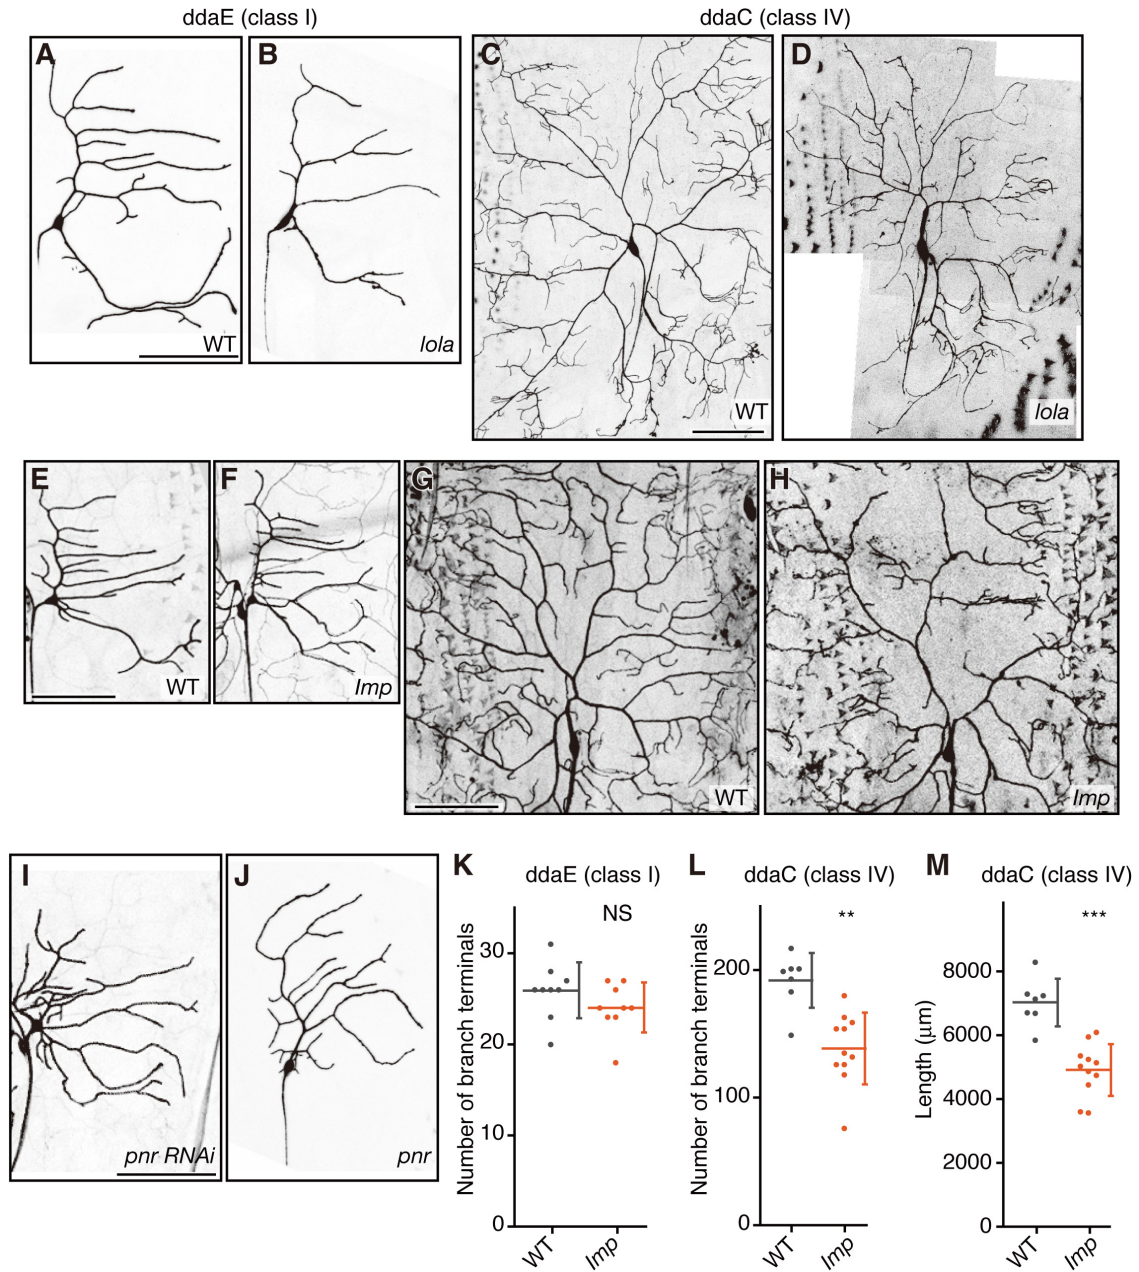 ddaE (class I)
ddaC (class IV)
A
B
C
D
WT
lola
WT
lola
E
F
G
H
WT
Imp
WT
Imp
I
J
pnr RNAi
pnr
K
ddaE (class I)
NS
Number of branch terminals
30
20
10
0
WT
Imp
L
ddaC (class IV)
**
Number of branch terminals
200
100
0
WT
Imp
M
ddaC (class IV)
***
Length (μm)
8000
6000
4000
2000
0
WT
Imp